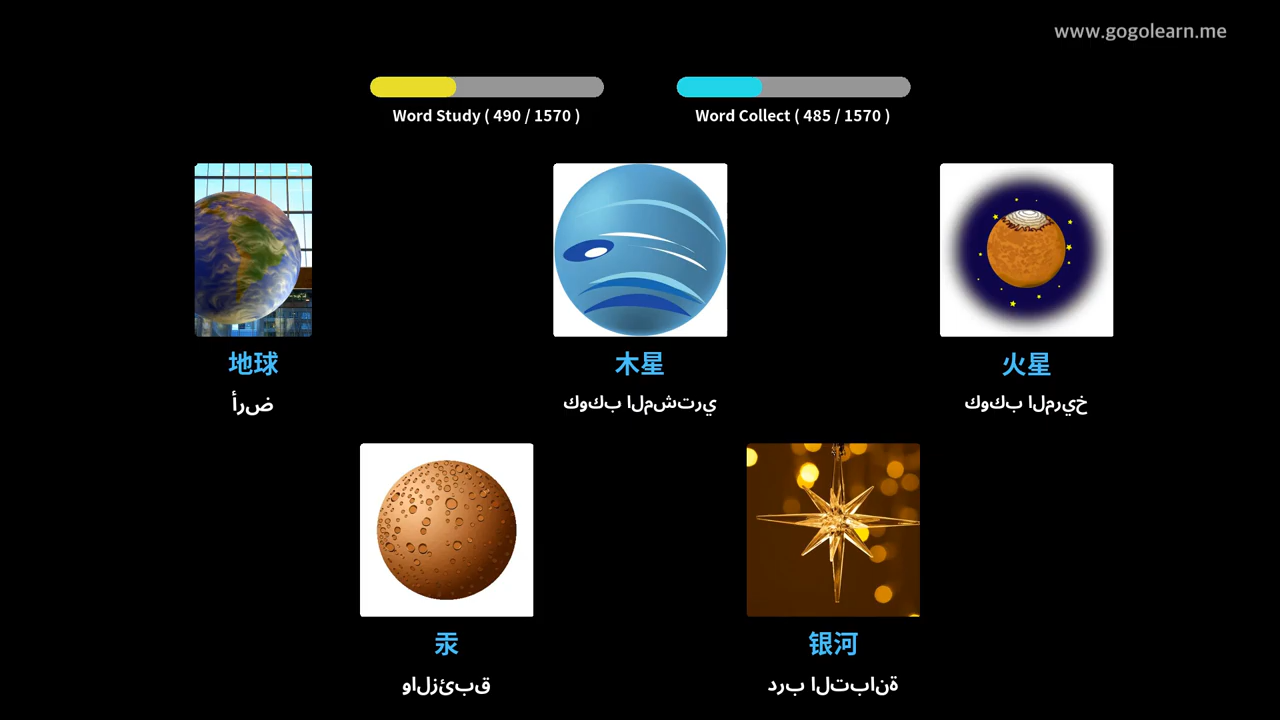 www.gogolearn.me
Word Study ( 490 / 1570 )
Word Collect ( 485 / 1570 )
地球
أرض
木星
كوكب المشتري
火星
كوكب المريخ
汞
والزئبق
银河
درب التبانة